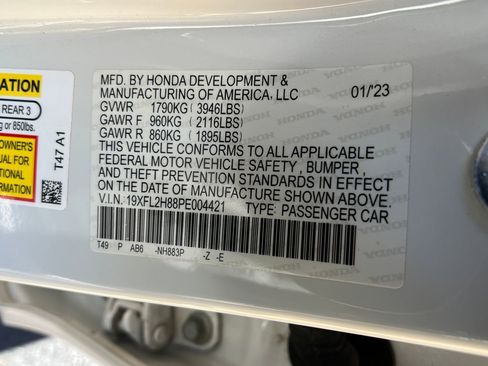 MFD. BY HONDA DEVELOPMENT &
MANUFACTURING OF AMERICA, LLC 01/'23
GVWR 1790KG (3946LBS)
GAWR F 960KG (2116LBS)
GAWR R 860KG (1895LBS)
THIS VEHICLE CONFORMS TO ALL APPLICABLE
FEDERAL MOTOR VEHICLE SAFETY, BUMPER,
AND THEFT PREVENTION STANDARDS IN EFFECT
ON THE DATE OF MANUFACTURE SHOWN ABOVE.
V.I.N. 19XFL2H88PE004421 TYPE: PASSENGER CAR
T49 P AB6 -NH883P -Z -E
REAR 3
or 850lbs.
OWNER'S
UAL FOR
TIONAL
ORMATION
T47 A1
HONDA